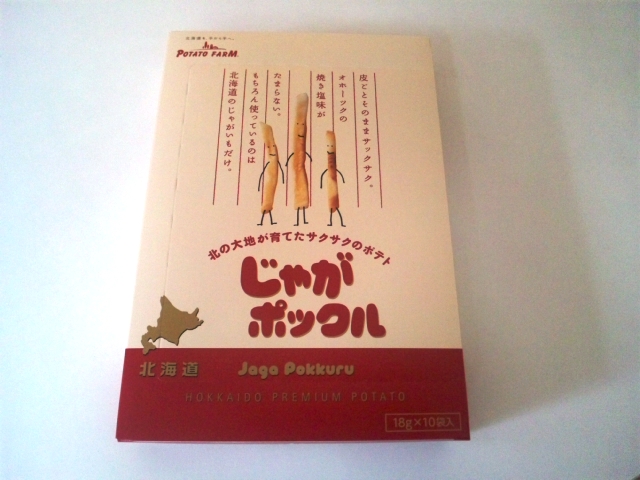 POTATO FARM
皮ごとそのままサックサク。
オホーツクの
焼き塩味が
たまらない。
もちろん使っているのは
北海道のじゃがいもだけ。
北の大地が育てたサクサクのポテト
じゃが
ポックル
北海道
Jaga Pokkuru
HOKKAIDO PREMIUM POTATO
18g×10袋入